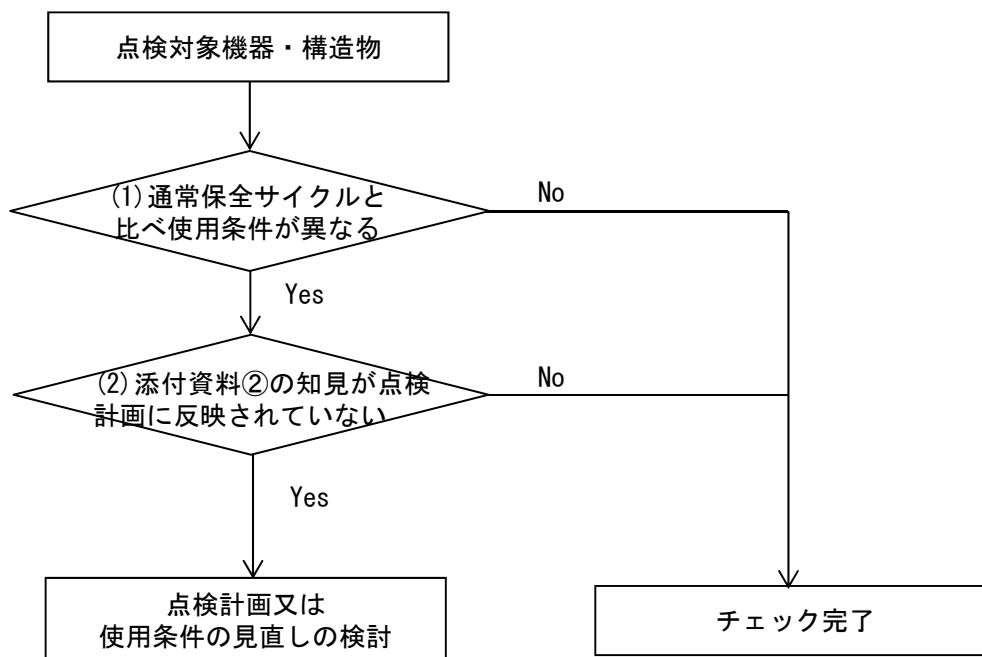 点検対象機器・構造物
(1)通常保全サイクルと
比べ使用条件が異なる
No
Yes
(2)添付資料②の知見が点検
計画に反映されていない
No
Yes
点検計画又は
使用条件の見直しの検討
チェック完了